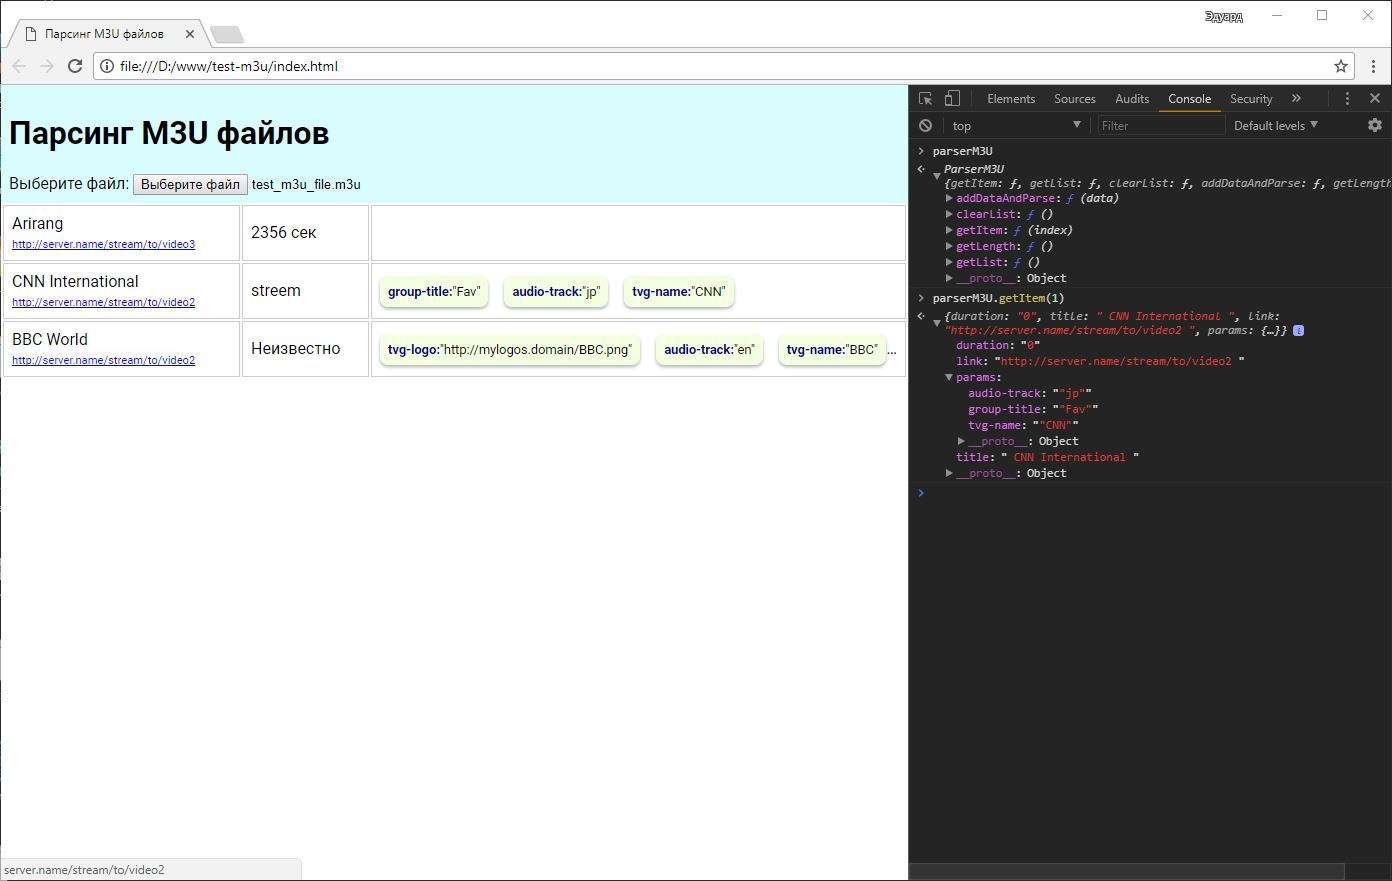 Эдуард
Парсинг M3U файлов
file:///D:/www/test-m3u/index.html
Парсинг M3U файлов
Выберите файл: Выберите файл test_m3u_file.m3u
Arirang
http://server.name/stream/to/video3
2356 сек
CNN International
http://server.name/stream/to/video2
streem
group-title:"Fav" audio-track:"jp" tvg-name:"CNN"
BBC World
http://server.name/stream/to/video2
Неизвестно
tvg-logo:"http://mylogos.domain/BBC.png" audio-track:"en" tvg-name:"BBC" ...
server.name/stream/to/video2
Elements Sources Audits Console Security »
top Filter Default levels
parserM3U
ParserM3U
{getItem: ƒ, getList: ƒ, clearList: ƒ, addDataAndParse: ƒ, getLength
addDataAndParse: ƒ (data)
clearList: ƒ ()
getItem: ƒ (index)
getLength: ƒ ()
getList: ƒ ()
__proto__: Object
parserM3U.getItem(1)
{duration: "0", title: " CNN International ", link:
"http://server.name/stream/to/video2 ", params: {…}} i
duration: "0"
link: "http://server.name/stream/to/video2 "
params:
audio-track: ""jp""
group-title: ""Fav""
tvg-name: ""CNN""
__proto__: Object
title: " CNN International "
__proto__: Object